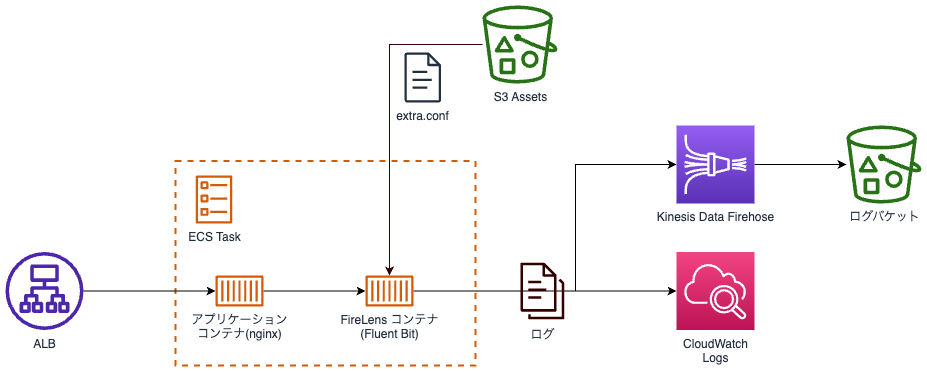 S3 Assets
extra.conf
Kinesis Data Firehose
ログバケット
ECS Task
ALB
アプリケーション
コンテナ(nginx)
FireLens コンテナ
(Fluent Bit)
ログ
CloudWatch
Logs